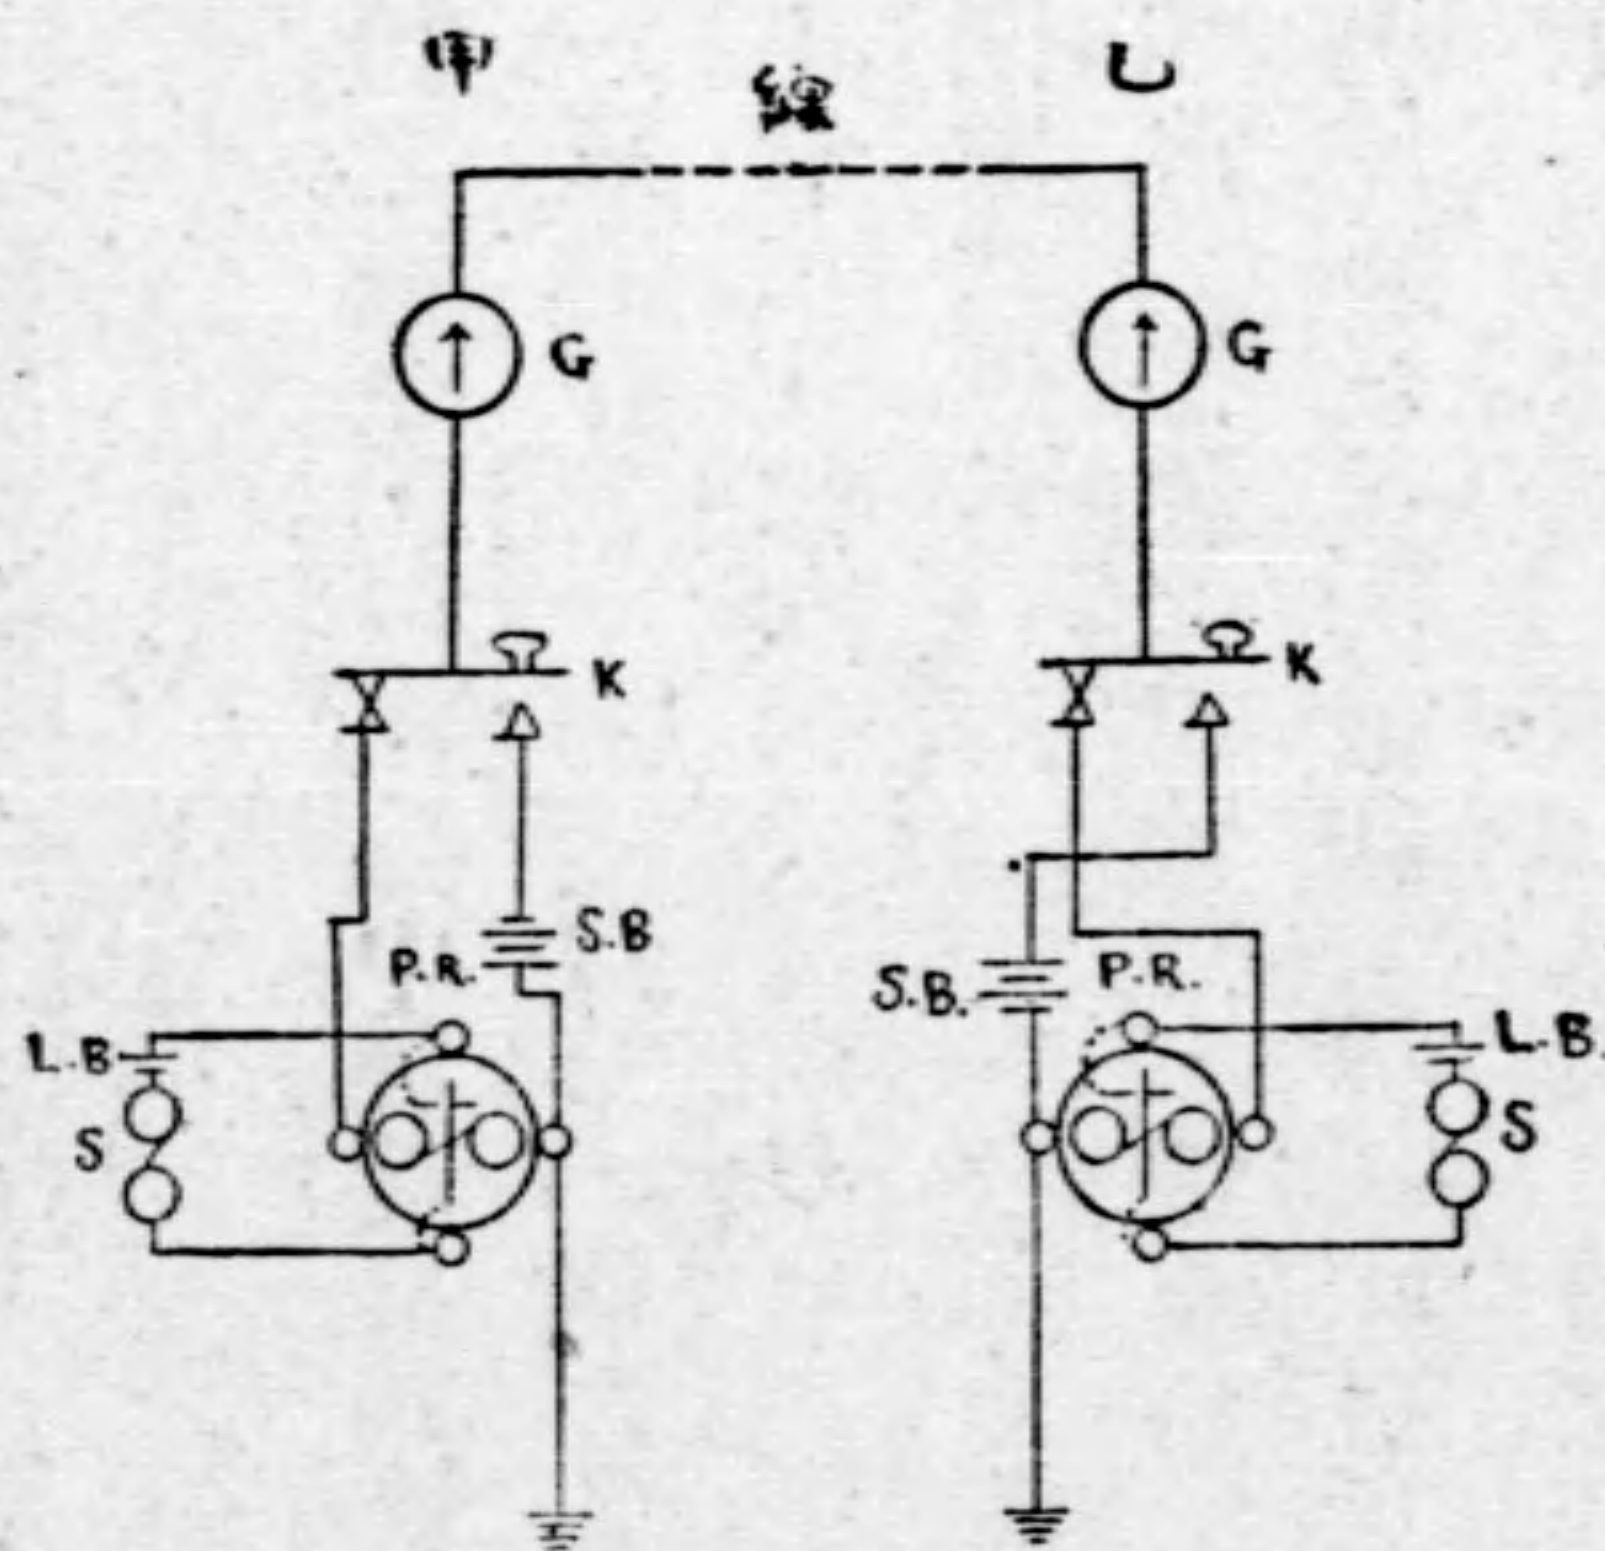 甲 線 乙
G G
K K
S.B
P.R. P.R.
S.B.
L.B L.B.
S S